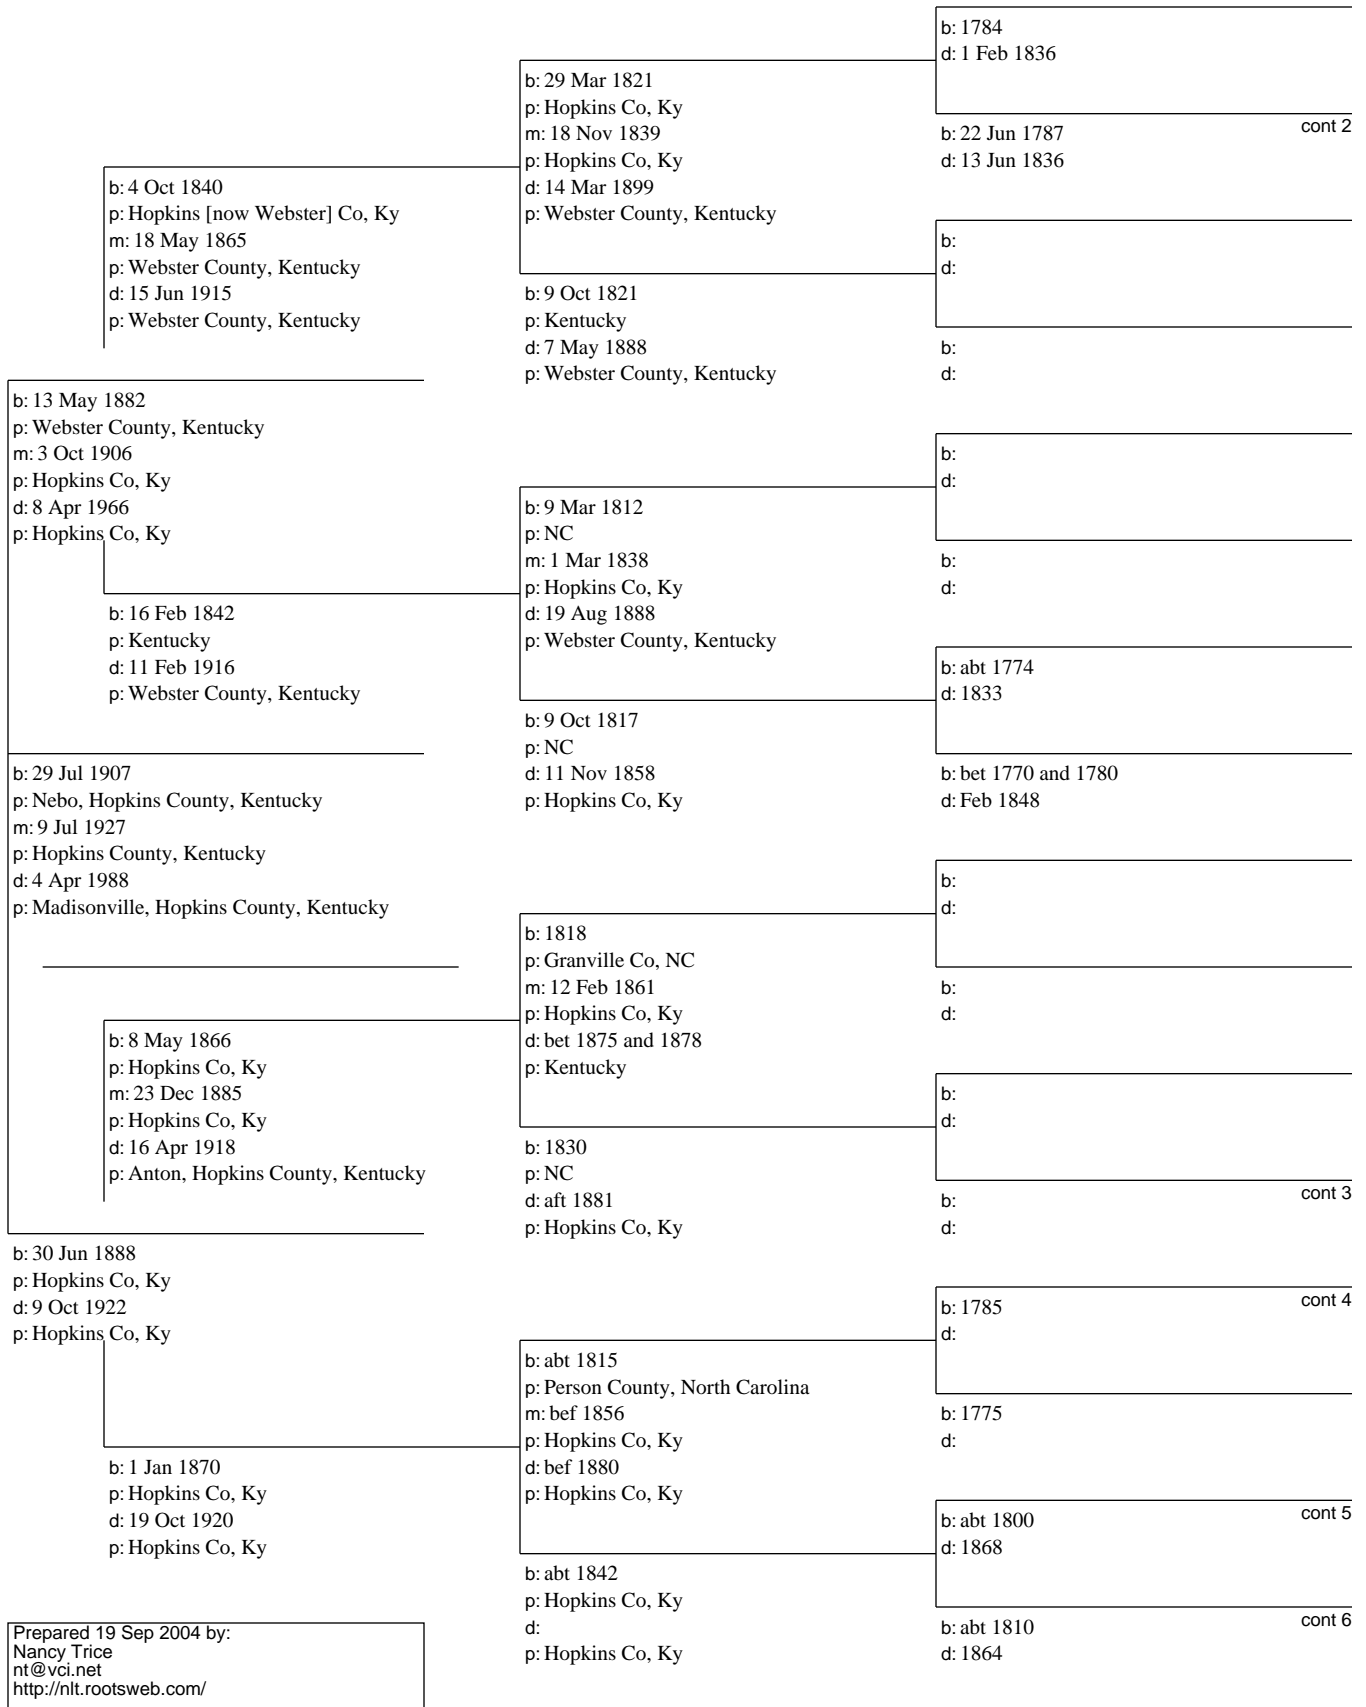 b: 1784
d: 1 Feb 1836
b: 29 Mar 1821
p: Hopkins Co, Ky
m: 18 Nov 1839
p: Hopkins Co, Ky
d: 14 Mar 1899
p: Webster County, Kentucky
cont 2
b: 22 Jun 1787
d: 13 Jun 1836
b: 4 Oct 1840
p: Hopkins [now Webster] Co, Ky
m: 18 May 1865
p: Webster County, Kentucky
d: 15 Jun 1915
p: Webster County, Kentucky
b:
d:
b: 9 Oct 1821
p: Kentucky
d: 7 May 1888
p: Webster County, Kentucky
b:
d:
b: 13 May 1882
p: Webster County, Kentucky
m: 3 Oct 1906
p: Hopkins Co, Ky
d: 8 Apr 1966
p: Hopkins Co, Ky
b:
d:
b: 9 Mar 1812
p: NC
m: 1 Mar 1838
p: Hopkins Co, Ky
d: 19 Aug 1888
p: Webster County, Kentucky
b:
d:
b: 16 Feb 1842
p: Kentucky
d: 11 Feb 1916
p: Webster County, Kentucky
b: abt 1774
d: 1833
b: 9 Oct 1817
p: NC
d: 11 Nov 1858
p: Hopkins Co, Ky
b: bet 1770 and 1780
d: Feb 1848
b: 29 Jul 1907
p: Nebo, Hopkins County, Kentucky
m: 9 Jul 1927
p: Hopkins County, Kentucky
d: 4 Apr 1988
p: Madisonville, Hopkins County, Kentucky
b:
d:
b: 1818
p: Granville Co, NC
m: 12 Feb 1861
p: Hopkins Co, Ky
d: bet 1875 and 1878
p: Kentucky
b:
d:
b: 8 May 1866
p: Hopkins Co, Ky
m: 23 Dec 1885
p: Hopkins Co, Ky
d: 16 Apr 1918
p: Anton, Hopkins County, Kentucky
b:
d:
b: 1830
p: NC
d: aft 1881
p: Hopkins Co, Ky
cont 3
b:
d:
b: 30 Jun 1888
p: Hopkins Co, Ky
d: 9 Oct 1922
p: Hopkins Co, Ky
cont 4
b: 1785
d:
b: abt 1815
p: Person County, North Carolina
m: bef 1856
p: Hopkins Co, Ky
d: bef 1880
p: Hopkins Co, Ky
b: 1775
d:
b: 1 Jan 1870
p: Hopkins Co, Ky
d: 19 Oct 1920
p: Hopkins Co, Ky
cont 5
b: abt 1800
d: 1868
b: abt 1842
p: Hopkins Co, Ky
d:
p: Hopkins Co, Ky
cont 6
b: abt 1810
d: 1864
Prepared 19 Sep 2004 by:
Nancy Trice
nt@vci.net
http://nlt.rootsweb.com/